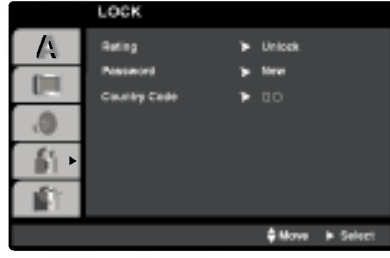 LOCK
A
Rating Unlock
Password New
Country Code □□
Move Select